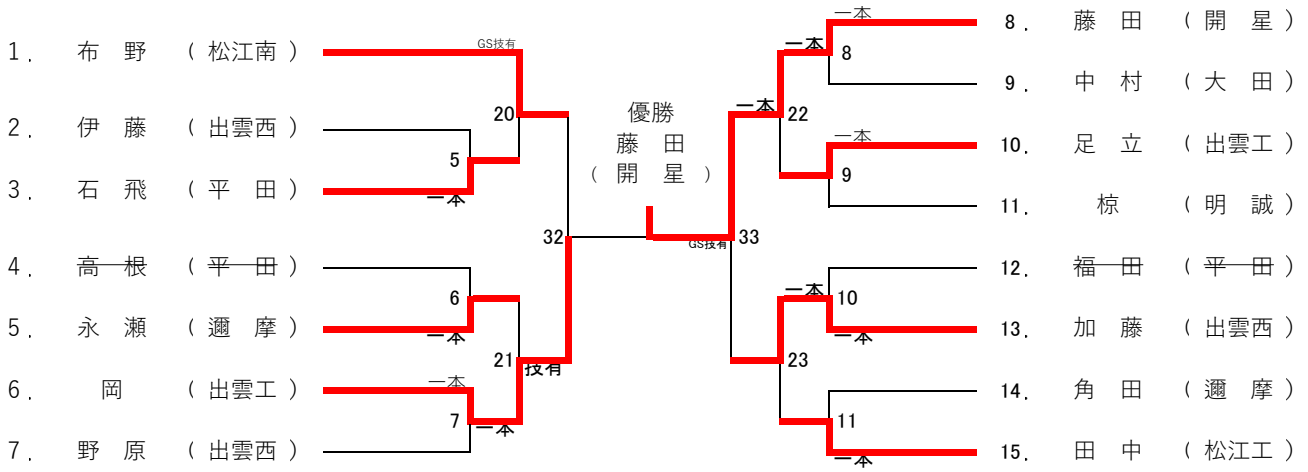 1. 布野 (松江南)
GS技有
2. 伊藤 (出雲西)
3. 石飛 (平田)
5
一本
20
4. 高根 (平田)
5. 永瀬 (邇摩)
6
一本
6. 岡 (出雲工)
一本
7. 野原 (出雲西)
7
一本
21
技有
32
優勝
藤田
(開星)
33
GS技有
一本
22
一本
8
一本
8. 藤田 (開星)
9. 中村 (大田)
一本
9
10. 足立 (出雲工)
11. 椋 (明誠)
12. 福田 (平田)
一本
10
一本
13. 加藤 (出雲西)
23
14. 角田 (邇摩)
11
一本
15. 田中 (松江工)